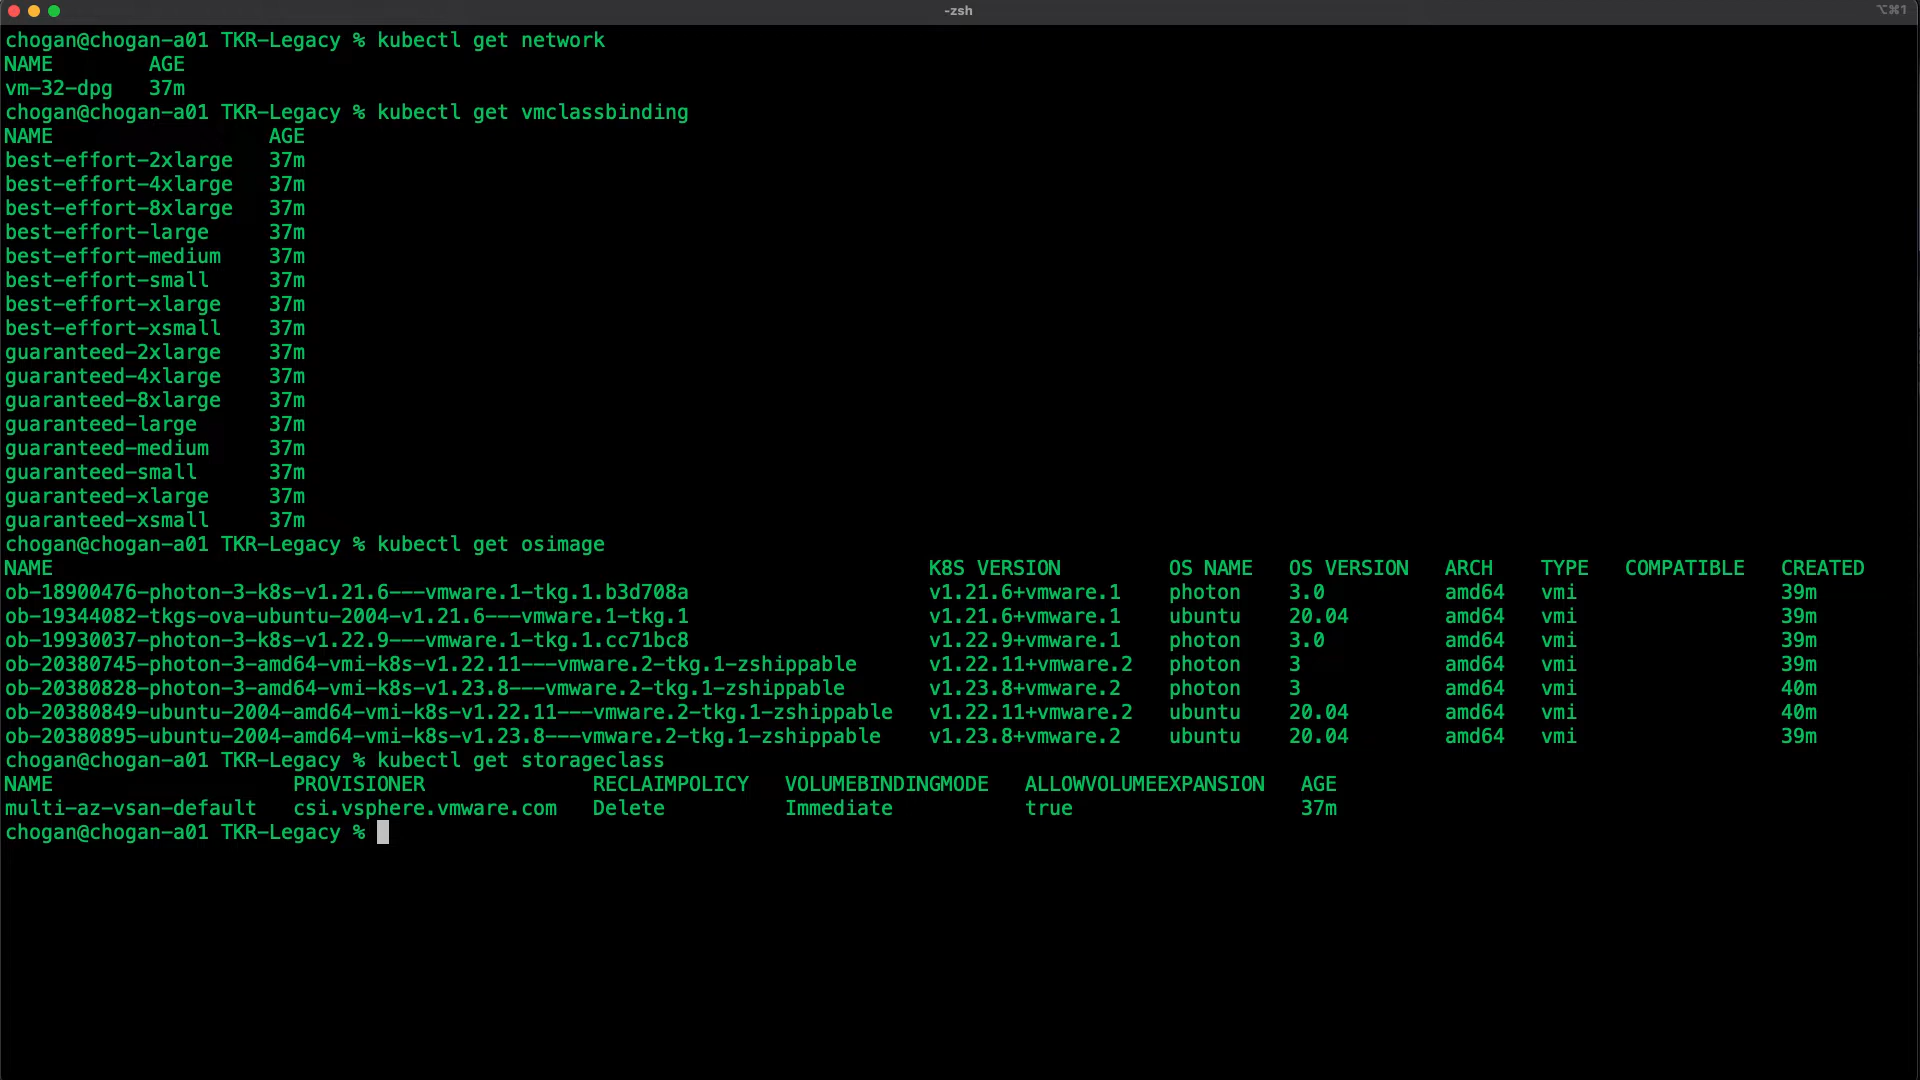 -zsh
⌥⌘1
chogan@chogan-a01 TKR-Legacy % kubectl get network
NAME AGE
vm-32-dpg 37m
chogan@chogan-a01 TKR-Legacy % kubectl get vmclassbinding
NAME AGE
best-effort-2xlarge 37m
best-effort-4xlarge 37m
best-effort-8xlarge 37m
best-effort-large 37m
best-effort-medium 37m
best-effort-small 37m
best-effort-xlarge 37m
best-effort-xsmall 37m
guaranteed-2xlarge 37m
guaranteed-4xlarge 37m
guaranteed-8xlarge 37m
guaranteed-large 37m
guaranteed-medium 37m
guaranteed-small 37m
guaranteed-xlarge 37m
guaranteed-xsmall 37m
chogan@chogan-a01 TKR-Legacy % kubectl get osimage
NAME K8S VERSION OS NAME OS VERSION ARCH TYPE COMPATIBLE CREATED
ob-18900476-photon-3-k8s-v1.21.6---vmware.1-tkg.1.b3d708a v1.21.6+vmware.1 photon 3.0 amd64 vmi 39m
ob-19344082-tkgs-ova-ubuntu-2004-v1.21.6---vmware.1-tkg.1 v1.21.6+vmware.1 ubuntu 20.04 amd64 vmi 39m
ob-19930037-photon-3-k8s-v1.22.9---vmware.1-tkg.1.cc71bc8 v1.22.9+vmware.1 photon 3.0 amd64 vmi 39m
ob-20380745-photon-3-amd64-vmi-k8s-v1.22.11---vmware.2-tkg.1-zshippable v1.22.11+vmware.2 photon 3 amd64 vmi 39m
ob-20380828-photon-3-amd64-vmi-k8s-v1.23.8---vmware.2-tkg.1-zshippable v1.23.8+vmware.2 photon 3 amd64 vmi 40m
ob-20380849-ubuntu-2004-amd64-vmi-k8s-v1.22.11---vmware.2-tkg.1-zshippable v1.22.11+vmware.2 ubuntu 20.04 amd64 vmi 40m
ob-20380895-ubuntu-2004-amd64-vmi-k8s-v1.23.8---vmware.2-tkg.1-zshippable v1.23.8+vmware.2 ubuntu 20.04 amd64 vmi 39m
chogan@chogan-a01 TKR-Legacy % kubectl get storageclass
NAME PROVISIONER RECLAIMPOLICY VOLUMEBINDINGMODE ALLOWVOLUMEEXPANSION AGE
multi-az-vsan-default csi.vsphere.vmware.com Delete Immediate true 37m
chogan@chogan-a01 TKR-Legacy %